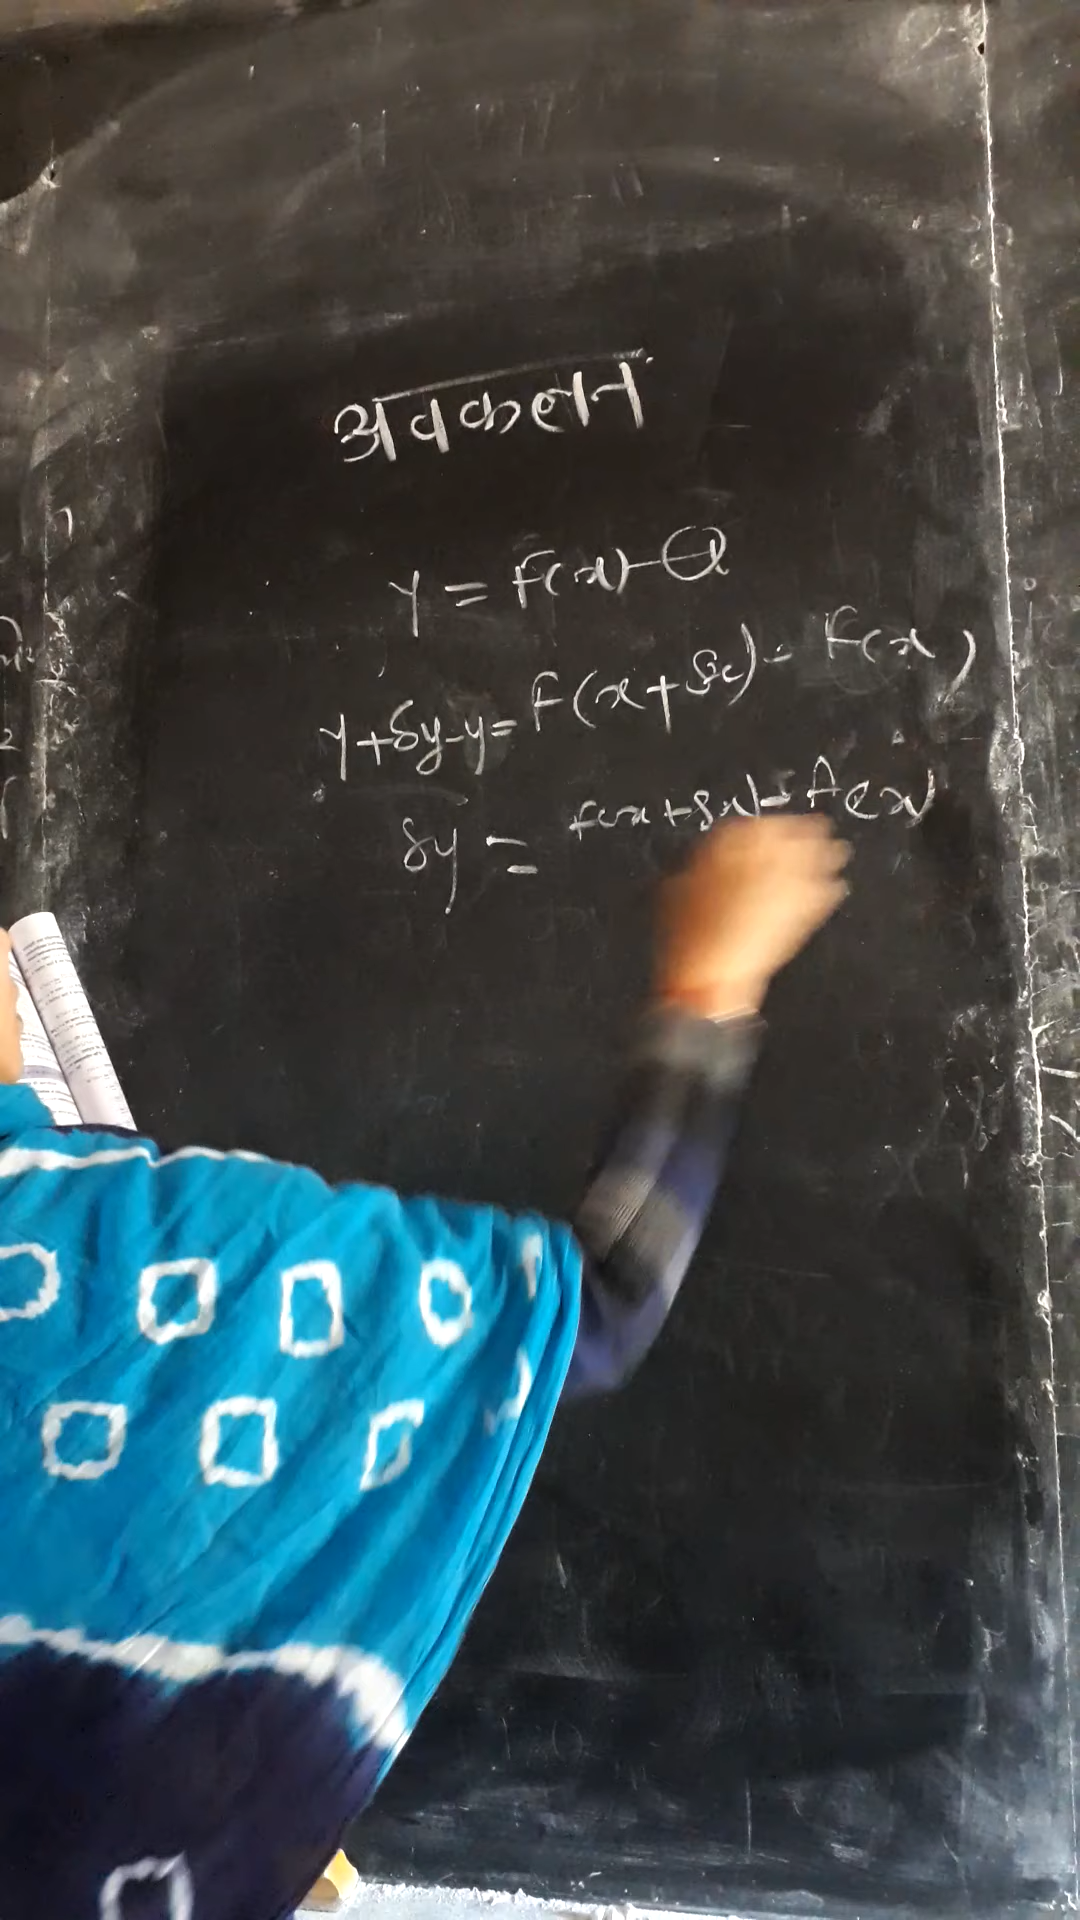 अवकलन
y = F(x) - ①
y+δy-y= F(x+δx) - F(x)
δy = F(x+δx) - F(x)